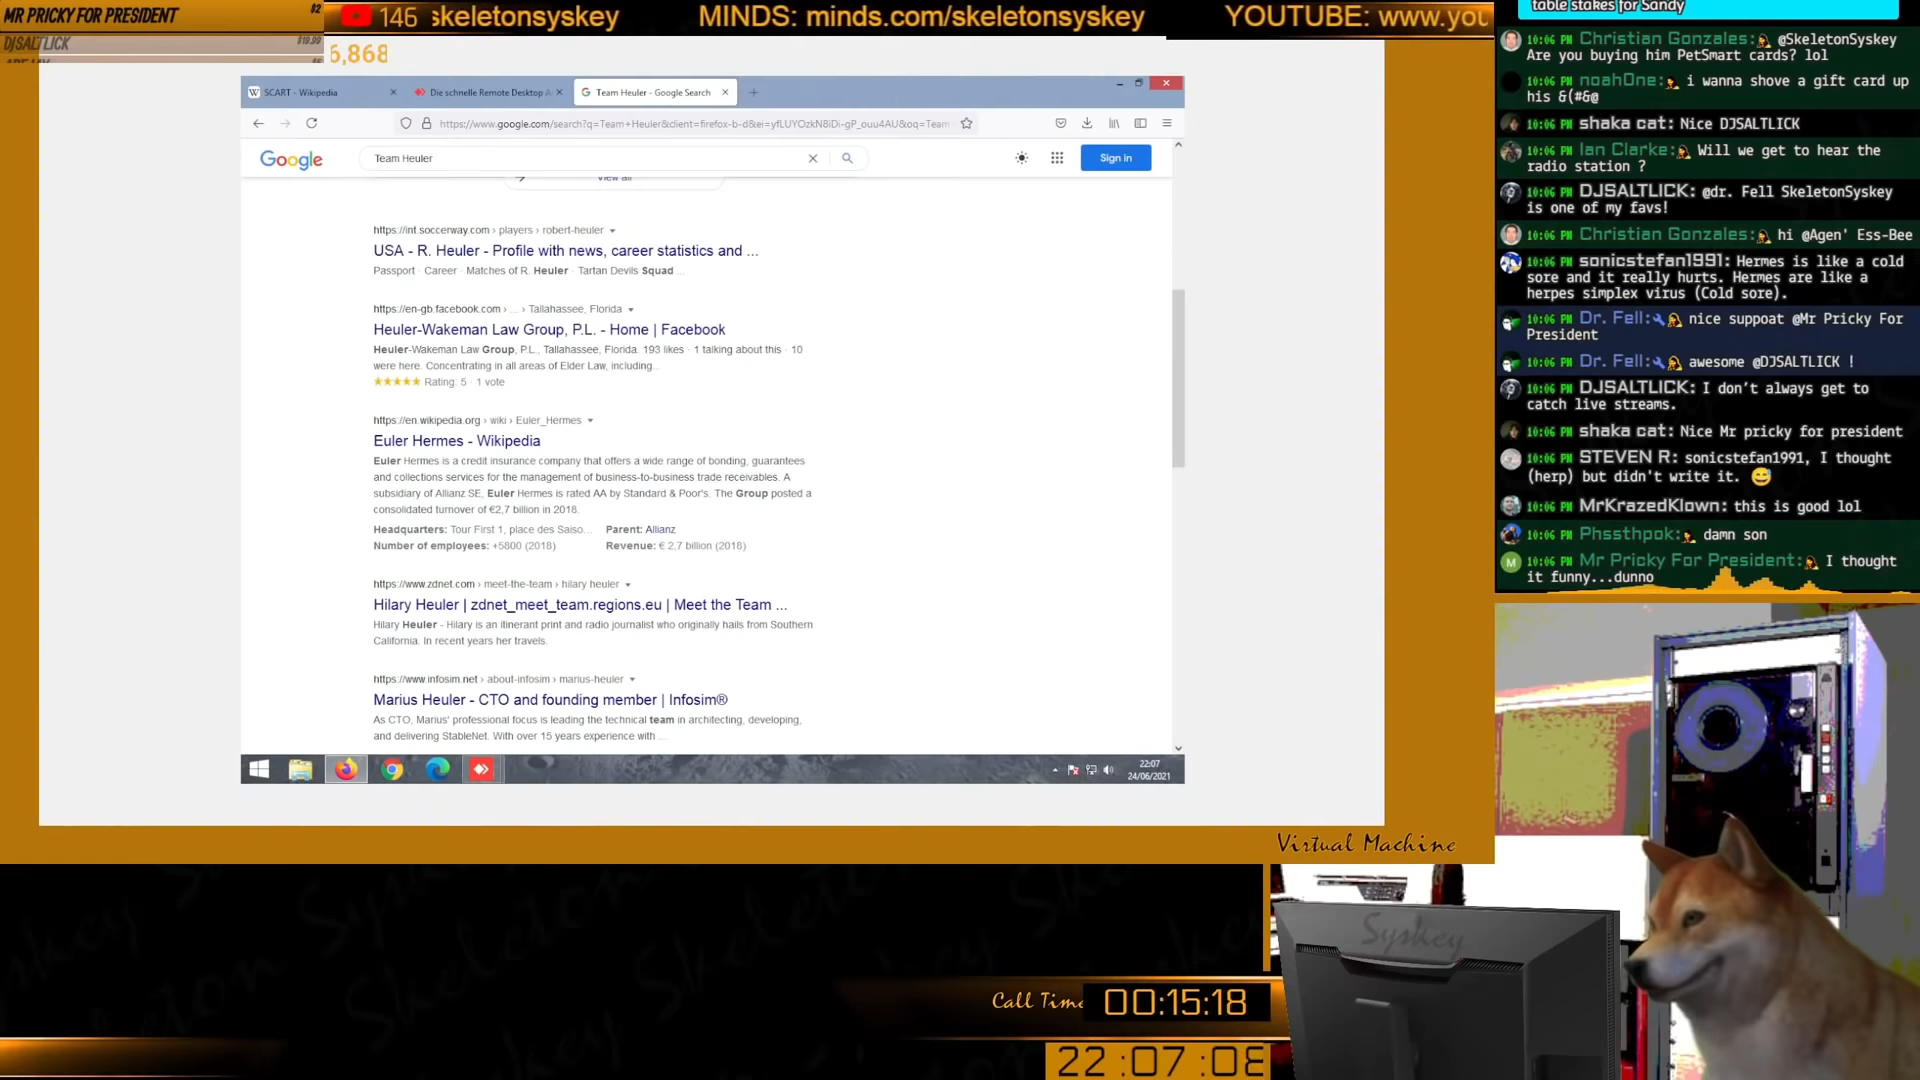 MR PRICKY FOR PRESIDENT $2
DJSALTLICK $19.99
146 skeletonsyskey MINDS: minds.com/skeletonsyskey YOUTUBE: www.you
6,868
SCART - Wikipedia
Die schnelle Remote Desktop A
Team Heuler - Google Search
https://www.google.com/search?q=Team+Heuler&client=firefox-b-d&ei=yfLUYOzkN8iDi-gP_ouu4AU&oq=Team
Google
Team Heuler
Sign in
View all
https://int.soccerway.com › players › robert-heuler
USA - R. Heuler - Profile with news, career statistics and ...
Passport · Career · Matches of R. Heuler · Tartan Devils Squad ...
https://en-gb.facebook.com › ... › Tallahassee, Florida
Heuler-Wakeman Law Group, P.L. - Home | Facebook
Heuler-Wakeman Law Group, P.L., Tallahassee, Florida. 193 likes · 1 talking about this · 10
were here. Concentrating in all areas of Elder Law, including...
★★★★★ Rating: 5 · 1 vote
https://en.wikipedia.org › wiki › Euler_Hermes
Euler Hermes - Wikipedia
Euler Hermes is a credit insurance company that offers a wide range of bonding, guarantees
and collections services for the management of business-to-business trade receivables. A
subsidiary of Allianz SE, Euler Hermes is rated AA by Standard & Poor's. The Group posted a
consolidated turnover of €2,7 billion in 2018.
Headquarters: Tour First 1, place des Saiso... Parent: Allianz
Number of employees: +5800 (2018) Revenue: € 2,7 billion (2018)
https://www.zdnet.com › meet-the-team › hilary heuler
Hilary Heuler | zdnet_meet_team.regions.eu | Meet the Team ...
Hilary Heuler - Hilary is an itinerant print and radio journalist who originally hails from Southern
California. In recent years her travels.
https://www.infosim.net › about-infosim › marius-heuler
Marius Heuler - CTO and founding member | Infosim®
As CTO, Marius' professional focus is leading the technical team in architecting, developing,
and delivering StableNet. With over 15 years experience with ...
22:07
24/06/2021
Virtual Machine
table stakes for Sandy
10:06 PM Christian Gonzales: @SkeletonSyskey
Are you buying him PetSmart cards? lol
10:06 PM noahOne: i wanna shove a gift card up
his &(#&@
10:06 PM shaka cat: Nice DJSALTLICK
10:06 PM Ian Clarke: Will we get to hear the
radio station ?
10:06 PM DJSALTLICK: @dr. Fell SkeletonSyskey
is one of my favs!
10:06 PM Christian Gonzales: hi @Agen' Ess-Bee
10:06 PM sonicstefan1991: Hermes is like a cold
sore and it really hurts. Hermes are like a
herpes simplex virus (Cold sore).
10:06 PM Dr. Fell: nice suppoat @Mr Pricky For
President
10:06 PM Dr. Fell: awesome @DJSALTLICK !
10:06 PM DJSALTLICK: I don't always get to
catch live streams.
10:06 PM shaka cat: Nice Mr pricky for president
10:06 PM STEVEN R: sonicstefan1991, I thought
(herp) but didn't write it. 😅
10:06 PM MrKrazedKlown: this is good lol
10:06 PM Phssthpok: damn son
10:06 PM Mr Pricky For President: I thought
it funny...dunno
Syskey
Call Time 00:15:18
22:07:08